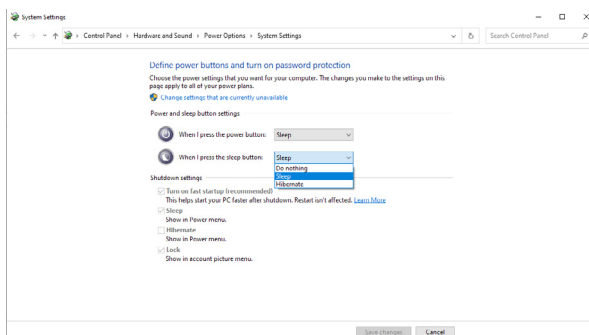 System Settings
Control Panel > Hardware and Sound > Power Options > System Settings
Search Control Panel
Define power buttons and turn on password protection
Choose the power settings that you want for your computer. The changes you make to the settings on this
page apply to all of your power plans.
Change settings that are currently unavailable
Power and sleep button settings
When I press the power button: Sleep
When I press the sleep button: Sleep
Do nothing
Sleep
Hibernate
Shutdown settings
Turn on fast startup (recommended)
This helps start your PC faster after shutdown. Restart isn't affected. Learn More
Sleep
Show in Power menu.
Hibernate
Show in Power menu.
Lock
Show in account picture menu.
Save changes Cancel